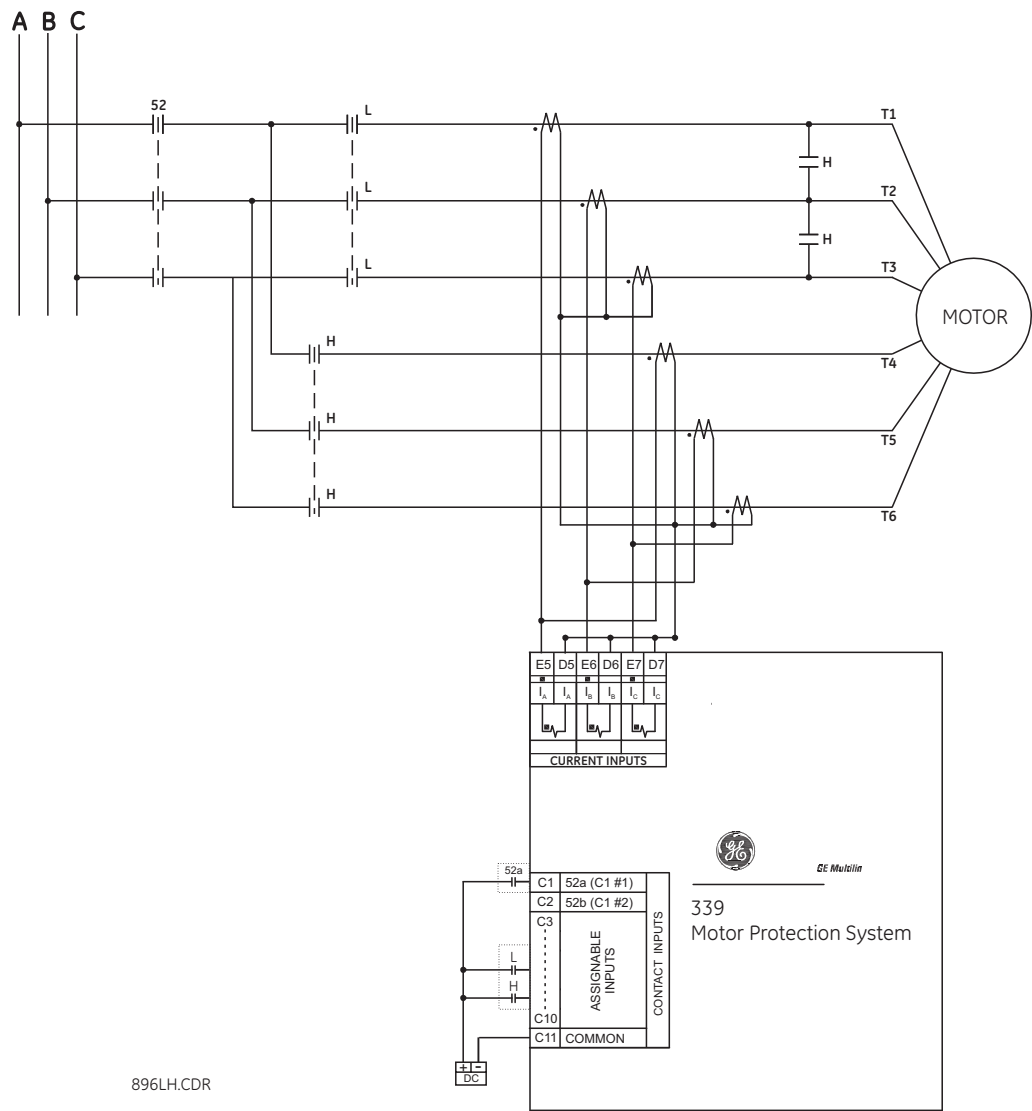 A B C
52
L
T1
H
L
T2
H
L
T3
MOTOR
H
T4
H
T5
H
T6
E5 D5 E6 D6 E7 D7
IA IA IB IB IC IC
CURRENT INPUTS
GE
GE Multilin
339
Motor Protection System
52a
C1 52a (C1 #1)
C2 52b (C1 #2)
C3
L
H
ASSIGNABLE INPUTS
CONTACT INPUTS
C10
C11 COMMON
+ -
DC
896LH.CDR